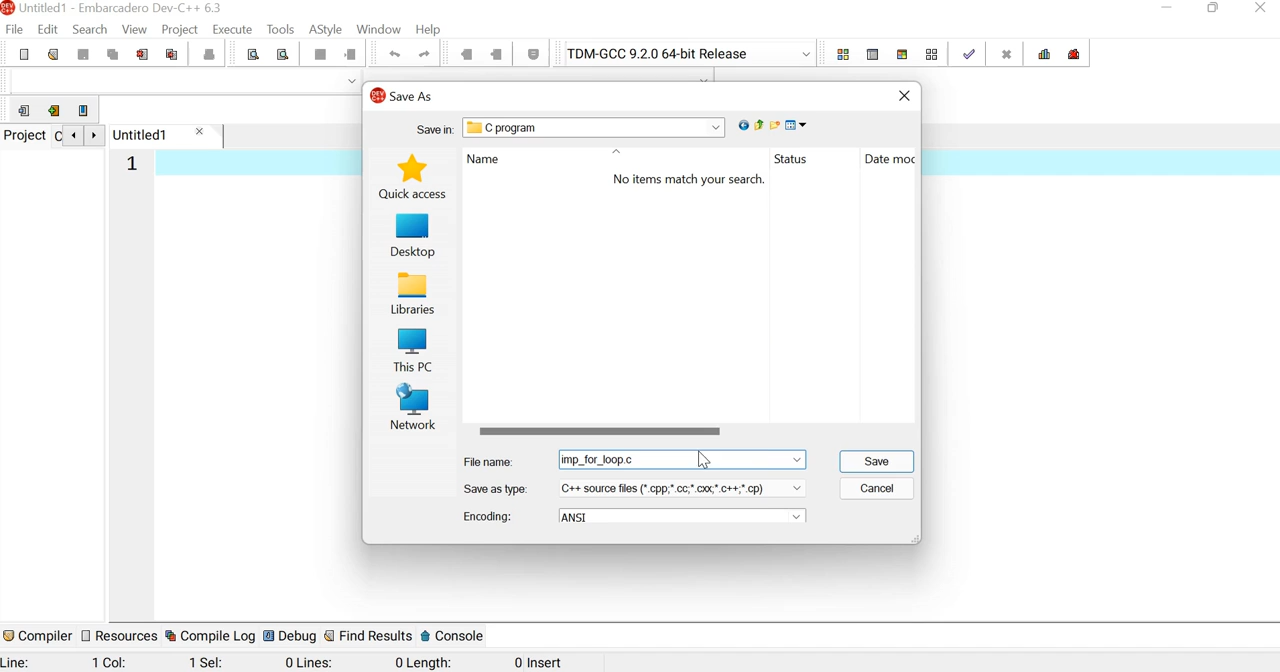 Untitled1 - Embarcadero Dev-C++ 6.3
File Edit Search View Project Execute Tools AStyle Window Help
TDM-GCC 9.2.0 64-bit Release
Project C Untitled1
1
Save As
Save in: C program
Name Status Date moc
No items match your search.
Quick access
Desktop
Libraries
This PC
Network
File name: imp_for_loop.c Save
Save as type: C++ source files (*.cpp;*.cc;*.cxx;*.c++;*.cp) Cancel
Encoding: ANSI
Compiler Resources Compile Log Debug Find Results Console
Line: 1 Col: 1 Sel: 0 Lines: 0 Length: 0 Insert